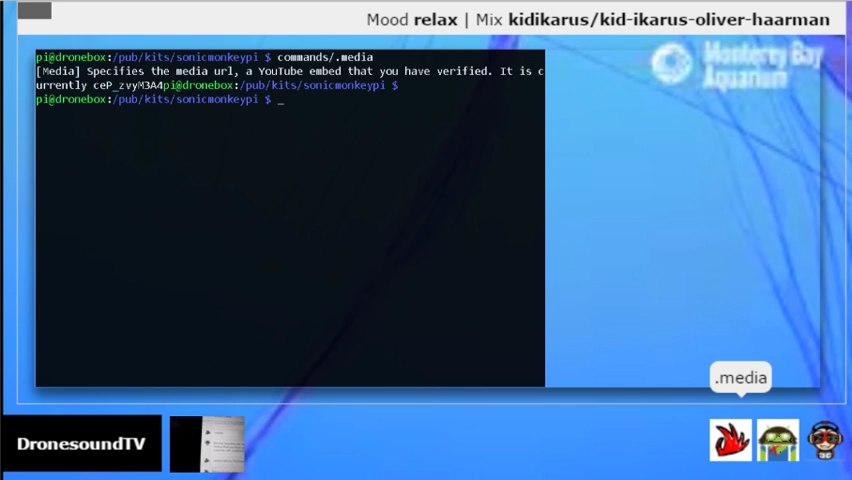 Mood relax | Mix kidikarus/kid-ikarus-oliver-haarman
pi@dronebox:/pub/kits/sonicmonkeypi $ commands/.media
[Media] Specifies the media url, a YouTube embed that you have verified. It is c
urrently ceP_zvyM3A4pi@dronebox:/pub/kits/sonicmonkeypi $
pi@dronebox:/pub/kits/sonicmonkeypi $ _
Monterey Bay
Aquarium
.media
DronesoundTV